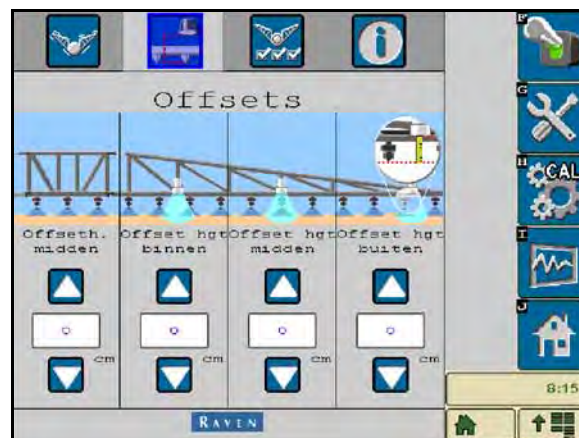 F
G
H
CAL
I
J
Offsets
Offseth. midden
Offset hgt binnen
Offset hgt midden
Offset hgt buiten
0 cm
0 cm
0 cm
0 cm
8:15
RAVEN